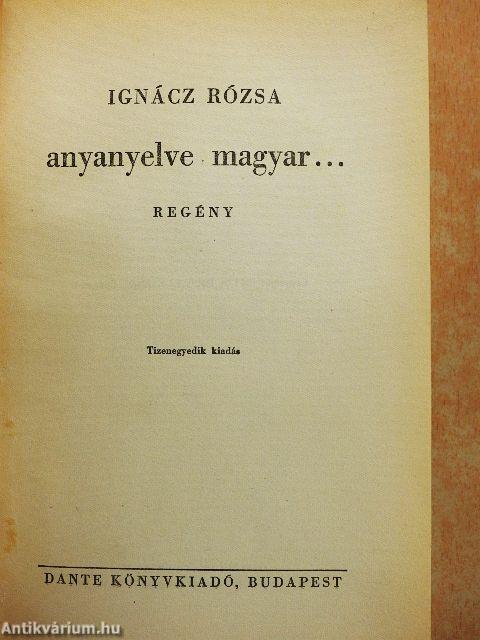 IGNÁCZ RÓZSA
anyanyelve magyar...
REGÉNY
Tizenegyedik kiadás
DANTE KÖNYVKIADÓ, BUDAPEST
Antikvárium.hu